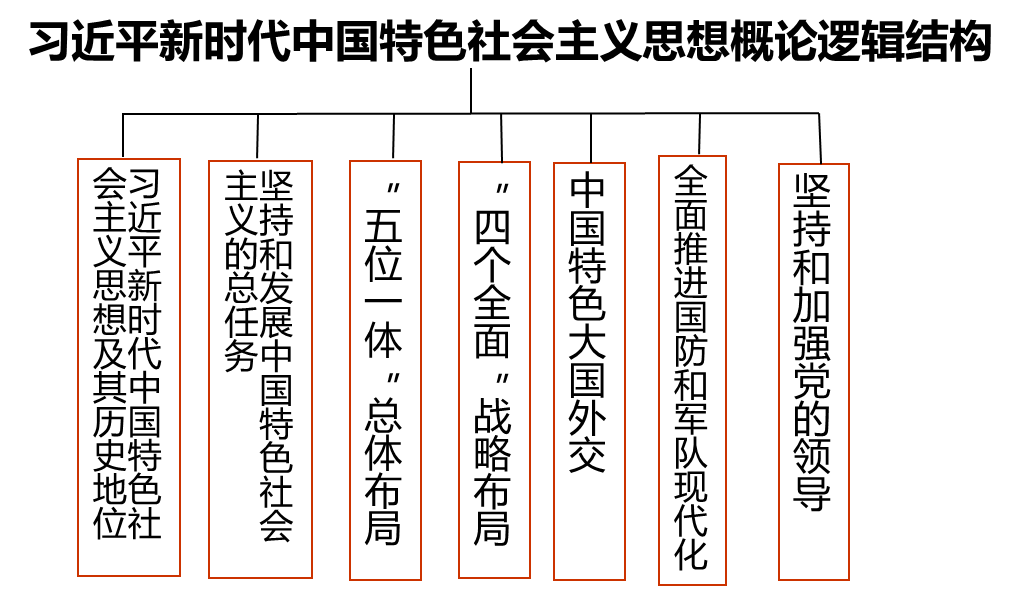 习近平新时代中国特色社会主义思想概论逻辑结构
习近平新时代中国特色社
会主义思想及其历史地位
坚持和发展中国特色社会
主义的总任务
"五位一体"总体布局
"四个全面"战略布局
中国特色大国外交
全面推进国防和军队现代化
坚持和加强党的领导